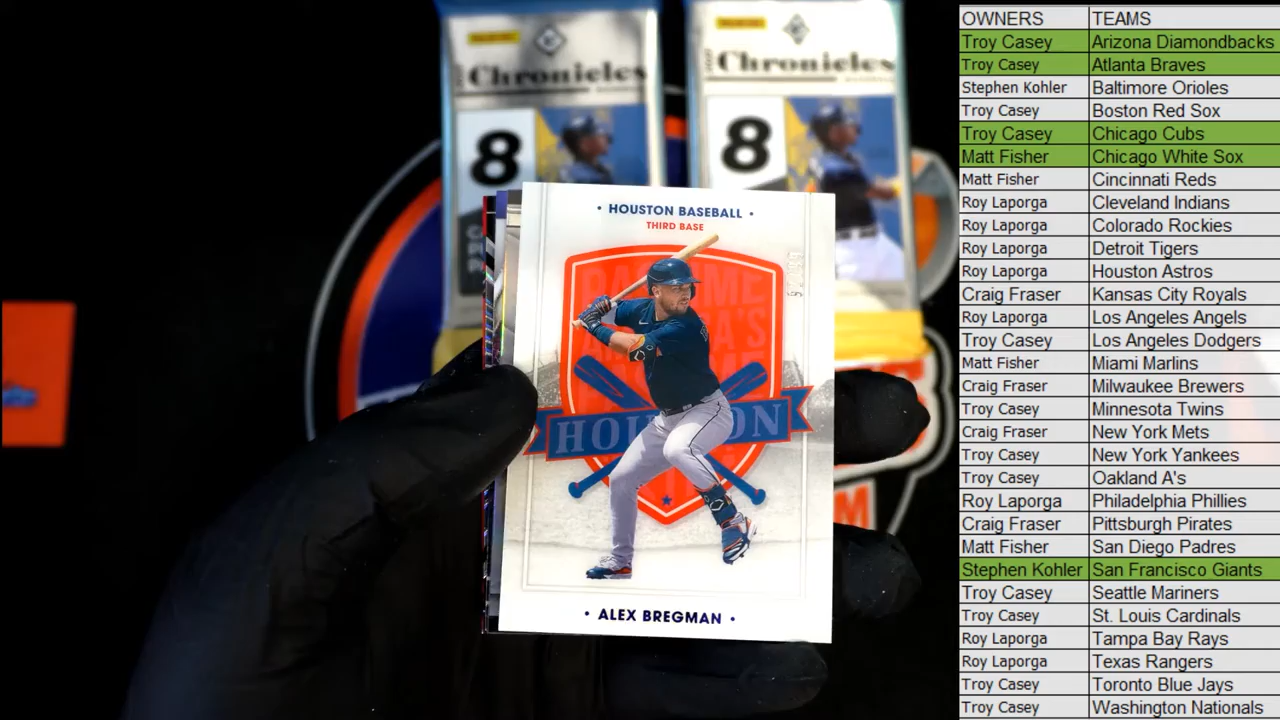 PANINI
Chronicles
8
PANINI
Chronicles
8
• HOUSTON BASEBALL •
THIRD BASE
HOUSTON
• ALEX BREGMAN •
OWNERS TEAMS
Troy Casey Arizona Diamondbacks
Troy Casey Atlanta Braves
Stephen Kohler Baltimore Orioles
Troy Casey Boston Red Sox
Troy Casey Chicago Cubs
Matt Fisher Chicago White Sox
Matt Fisher Cincinnati Reds
Roy Laporga Cleveland Indians
Roy Laporga Colorado Rockies
Roy Laporga Detroit Tigers
Roy Laporga Houston Astros
Craig Fraser Kansas City Royals
Roy Laporga Los Angeles Angels
Troy Casey Los Angeles Dodgers
Matt Fisher Miami Marlins
Craig Fraser Milwaukee Brewers
Troy Casey Minnesota Twins
Craig Fraser New York Mets
Troy Casey New York Yankees
Troy Casey Oakland A's
Roy Laporga Philadelphia Phillies
Craig Fraser Pittsburgh Pirates
Matt Fisher San Diego Padres
Stephen Kohler San Francisco Giants
Troy Casey Seattle Mariners
Troy Casey St. Louis Cardinals
Roy Laporga Tampa Bay Rays
Roy Laporga Texas Rangers
Troy Casey Toronto Blue Jays
Troy Casey Washington Nationals